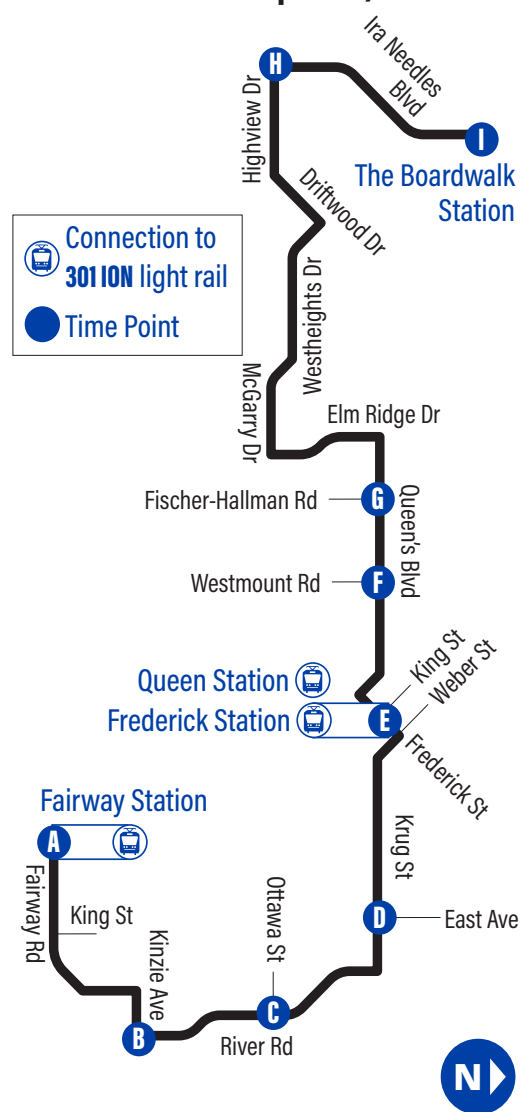 H
Ira Needles
Blvd
Highview Dr
I
The Boardwalk
Station
Driftwood Dr
Connection to
301 ION light rail
Time Point
Westheights Dr
McGarry Dr
Elm Ridge Dr
Fischer-Hallman Rd
G
Queen's Blvd
Westmount Rd
F
King St
Weber St
Queen Station
Frederick Station
E
Frederick St
Fairway Station
A
Fairway Rd
King St
Krug St
Ottawa St
D
East Ave
Kinzie Ave
C
B
River Rd
N